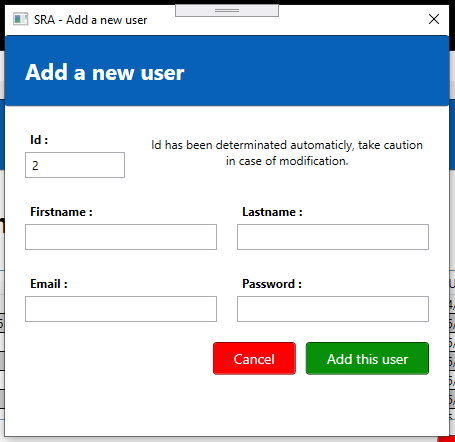 SRA - Add a new user
Add a new user
Id :
2
Id has been determinated automaticly, take caution
in case of modification.
Firstname :
Lastname :
Email :
Password :
Cancel
Add this user